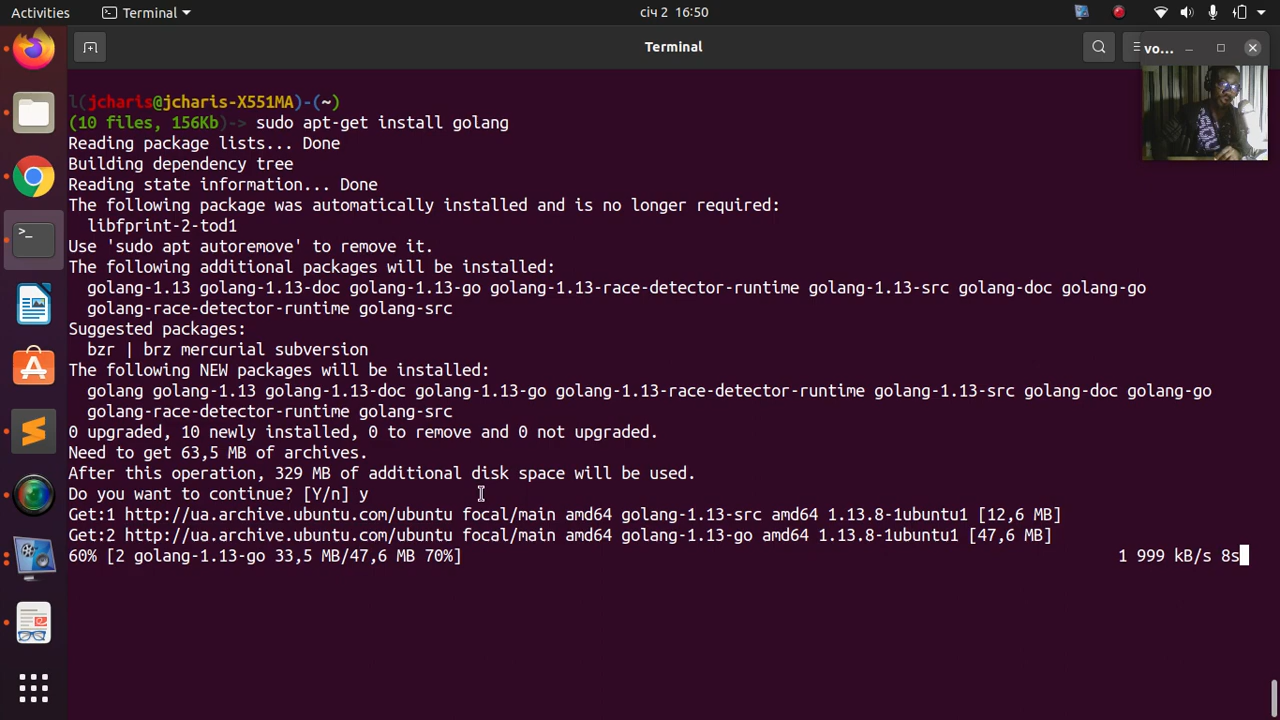 Activities
Terminal
січ 2 16:50
Terminal
vo...
l(jcharis@jcharis-X551MA)-(~)
(10 files, 156Kb)-> sudo apt-get install golang
Reading package lists... Done
Building dependency tree
Reading state information... Done
The following package was automatically installed and is no longer required:
libfprint-2-tod1
Use 'sudo apt autoremove' to remove it.
The following additional packages will be installed:
golang-1.13 golang-1.13-doc golang-1.13-go golang-1.13-race-detector-runtime golang-1.13-src golang-doc golang-go
golang-race-detector-runtime golang-src
Suggested packages:
bzr | brz mercurial subversion
The following NEW packages will be installed:
golang golang-1.13 golang-1.13-doc golang-1.13-go golang-1.13-race-detector-runtime golang-1.13-src golang-doc golang-go
golang-race-detector-runtime golang-src
0 upgraded, 10 newly installed, 0 to remove and 0 not upgraded.
Need to get 63,5 MB of archives.
After this operation, 329 MB of additional disk space will be used.
Do you want to continue? [Y/n] y
Get:1 http://ua.archive.ubuntu.com/ubuntu focal/main amd64 golang-1.13-src amd64 1.13.8-1ubuntu1 [12,6 MB]
Get:2 http://ua.archive.ubuntu.com/ubuntu focal/main amd64 golang-1.13-go amd64 1.13.8-1ubuntu1 [47,6 MB]
60% [2 golang-1.13-go 33,5 MB/47,6 MB 70%] 1 999 kB/s 8s